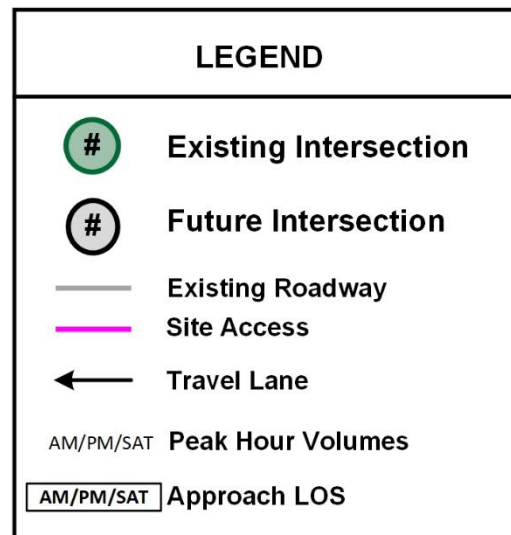 LEGEND
# Existing Intersection
# Future Intersection
Existing Roadway
Site Access
Travel Lane
AM/PM/SAT Peak Hour Volumes
AM/PM/SAT Approach LOS